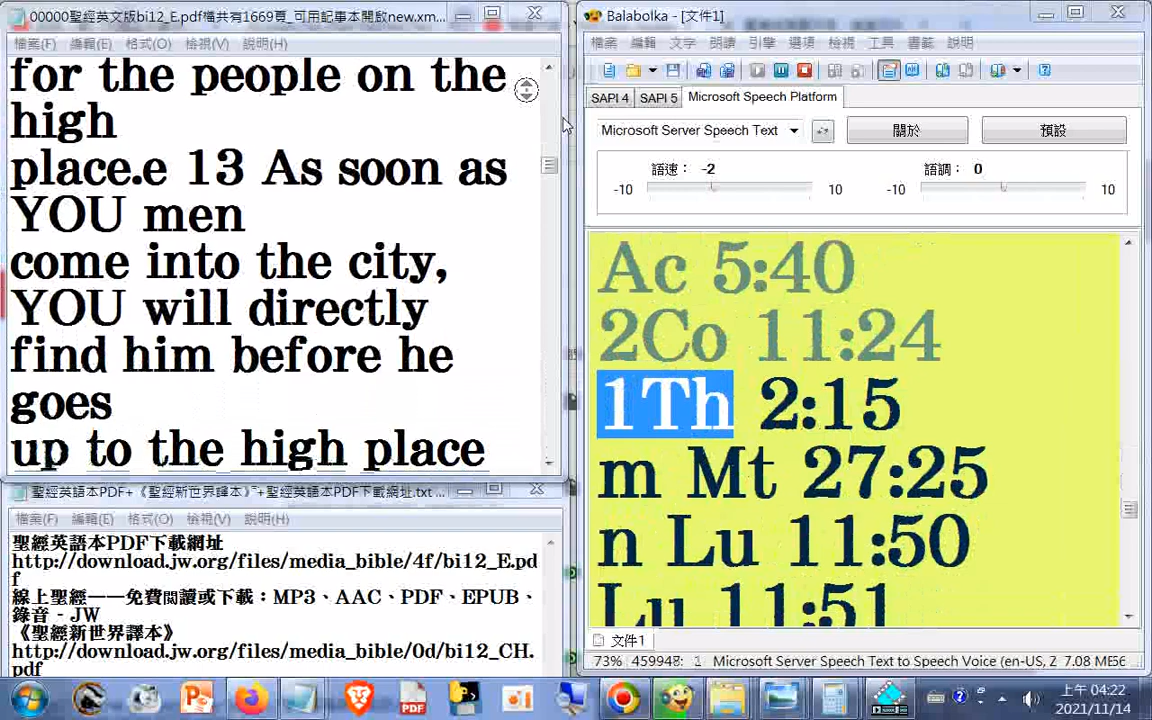 00000聖經英文版bi12_E.pdf檔共有1669頁_可用記事本開啟new.xm...
檔案(F) 編輯(E) 格式(O) 檢視(V) 說明(H)
for the people on the
high
place.e 13 As soon as
YOU men
come into the city,
YOU will directly
find him before he
goes
up to the high place
聖經英語本PDF+《聖經新世界譯本》+聖經英語本PDF下載網址.txt ...
檔案(F) 編輯(E) 格式(O) 檢視(V) 說明(H)
聖經英語本PDF下載網址
http://download.jw.org/files/media_bible/4f/bi12_E.pd
f
線上聖經——免費閱讀或下載：MP3、AAC、PDF、EPUB、
錄音 - JW
《聖經新世界譯本》
http://download.jw.org/files/media_bible/0d/bi12_CH.
pdf
Balabolka - [文件1]
檔案 編輯 文字 朗讀 引擎 選項 檢視 工具 書籤 說明
SAPI 4 SAPI 5 Microsoft Speech Platform
Microsoft Server Speech Text 關於 預設
語速： -2 語調： 0
-10 10 -10 10
Ac 5:40
2Co 11:24
1Th 2:15
m Mt 27:25
n Lu 11:50
Lu 11:51
文件1
73% 459948: 1 Microsoft Server Speech Text to Speech Voice (en-US, Z 7.08 ME56
上午 04:22
2021/11/14